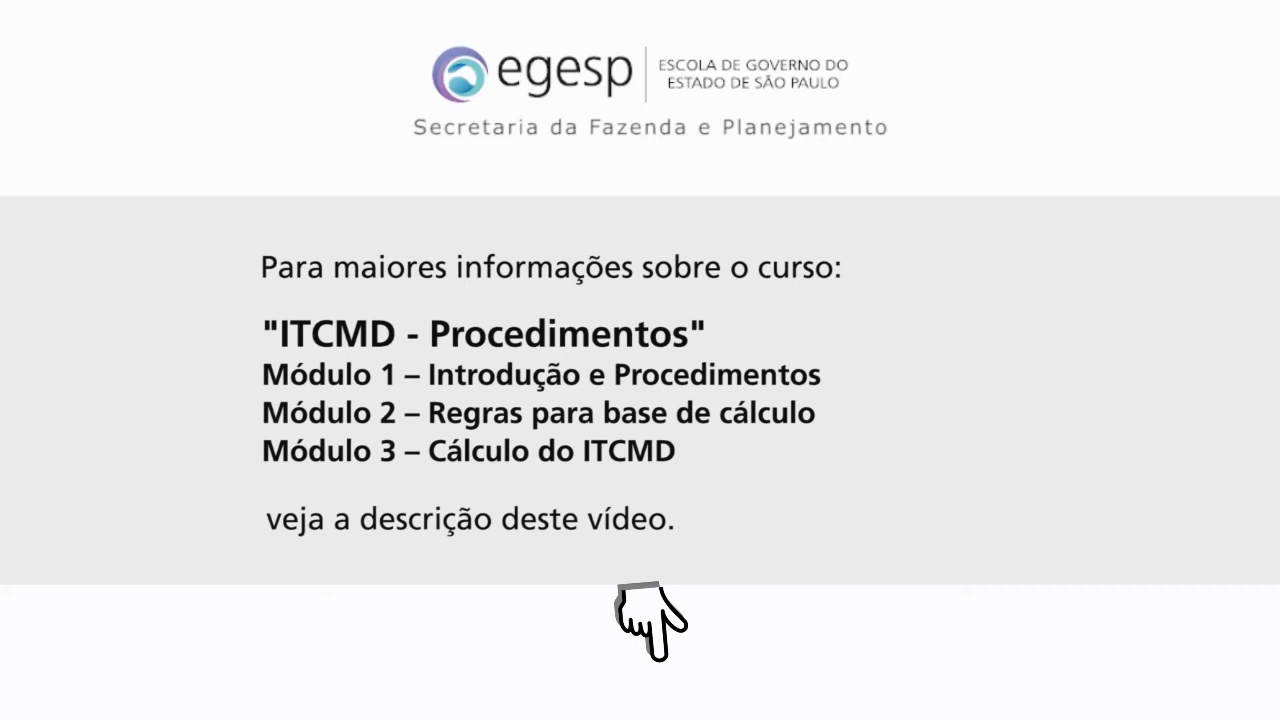 egesp
ESCOLA DE GOVERNO DO
ESTADO DE SÃO PAULO
Secretaria da Fazenda e Planejamento
Para maiores informações sobre o curso:
"ITCMD - Procedimentos"
Módulo 1 – Introdução e Procedimentos
Módulo 2 – Regras para base de cálculo
Módulo 3 – Cálculo do ITCMD
veja a descrição deste vídeo.